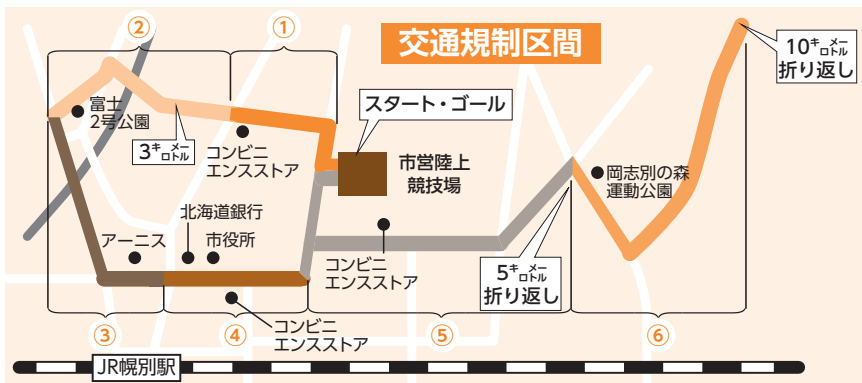 交通規制区間
②
①
10キロメートル
折り返し
スタート・ゴール
富士
2号公園
3キロメートル
コンビニ
エンスストア
市営陸上
競技場
岡志別の森
運動公園
北海道銀行
アーニス
市役所
コンビニ
エンスストア
5キロメートル
折り返し
③
④
⑤
⑥
コンビニ
エンスストア
JR幌別駅